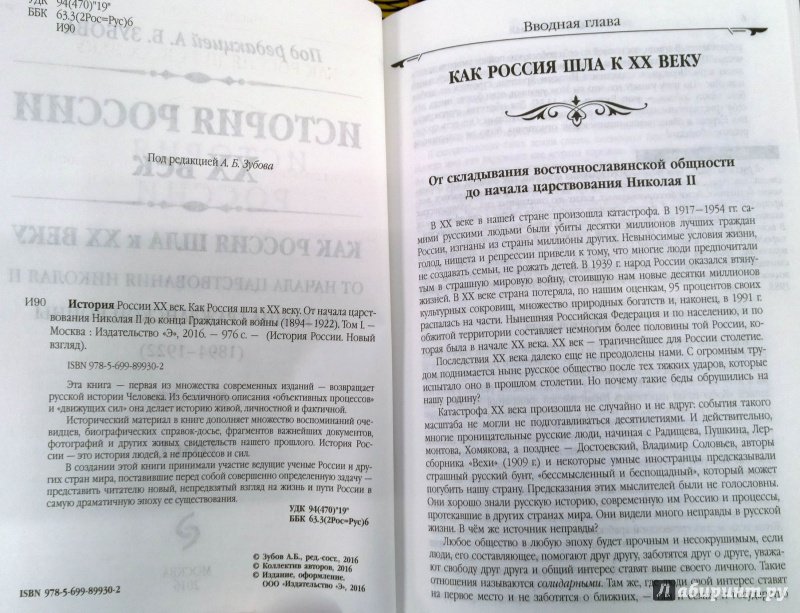 УДК 94(470)"19"
ББК 63.3(2Рос=Рус)6
И90
Под редакцией А. Б. Зубова
И90
История России XX век. Как Россия шла к XX веку. От начала царст-
вования Николая II до конца Гражданской войны (1894–1922). Том I. –
Москва : Издательство «Э», 2016. — 976 с. — (История России. Новый
взгляд).
ISBN 978-5-699-89930-2
Эта книга — первая из множества современных изданий — возвращает
русской истории Человека. Из безличного описания «объективных процессов»
и «движущих сил» она делает историю живой, личностной и фактичной.
Исторический материал в книге дополняет множество воспоминаний оче-
видцев, биографических справок-досье, фрагментов важнейших документов,
фотографий и других живых свидетельств нашего прошлого. История Рос-
сии — это история людей, а не процессов и сил.
В создании этой книги принимали участие ведущие ученые России и дру-
гих стран мира, поставившие перед собой совершенно определенную задачу —
представить читателю новый, непредвзятый взгляд на жизнь и пути России в
самую драматичную эпоху ее существования.
УДК 94(470)"19"
ББК 63.3(2Рос=Рус)6
© Зубов А.Б., ред.-сост., 2016
© Коллектив авторов, 2016
© Издание, оформление.
ООО «Издательство «Э», 2016
ISBN 978-5-699-89930-2
Вводная глава
КАК РОССИЯ ШЛА К XX ВЕКУ
От складывания восточнославянской общности
до начала царствования Николая II
В XX веке в нашей стране произошла катастрофа. В 1917—1954 гг. са-
мими русскими людьми были убиты десятки миллионов лучших граждан
России, изгнаны из страны миллионы других. Невыносимые условия жизни,
голод, нищета и репрессии привели к тому, что многие люди предпочитали
не создавать семьи, не рожать детей. В 1939 г. народ России оказался втяну-
тым в страшную мировую войну, стоившую нам новые десятки миллионов
жизней. В XX веке страна потеряла, по нашим оценкам, 95 процентов своих
культурных сокровищ, множество природных богатств и, наконец, в 1991 г.
распалась на части. Нынешняя Российская Федерация и по населению, и по
обжитой территории составляет немногим более половины той России, ко-
торая была в начале XX века. XX век — трагичнейшее для России столетие.
Последствия XX века далеко еще не преодолены нами. С огромным тру-
дом поднимается ныне русское общество после тех тяжких ударов, которые
испытало оно в прошлом столетии. Но почему такие беды обрушились на
нашу родину?
Катастрофа XX века произошла не случайно и не вдруг: события такого
масштаба не могли не подготавливаться десятилетиями. И действительно,
многие проницательные русские люди, начиная с Радищева, Пушкина, Лер-
монтова, Хомякова, а позднее — Достоевский, Владимир Соловьев, авторы
сборника «Вехи» (1909 г.) и некоторые умные иностранцы предсказывали
страшный русский бунт, «бессмысленный и беспощадный», который может
погубить нашу страну. Предсказания этих мыслителей были не голословны.
Они хорошо знали русскую историю, современную им Россию и процессы,
протекавшие в других странах мира. Они видели много неправды в русской
жизни. В чём же источник неправды?
Любое общество в любую эпоху будет прочным и несокрушимым, если
люди, его составляющее, помогают друг другу, заботятся друг о друге, уважа-
ют свободу друг друга и общий интерес ставят выше своего личного. Такие
отношения называются солидарными. Там же, где люди свой интерес ставят
на первое место и не заботятся о ближних, —
лабиринт.ру